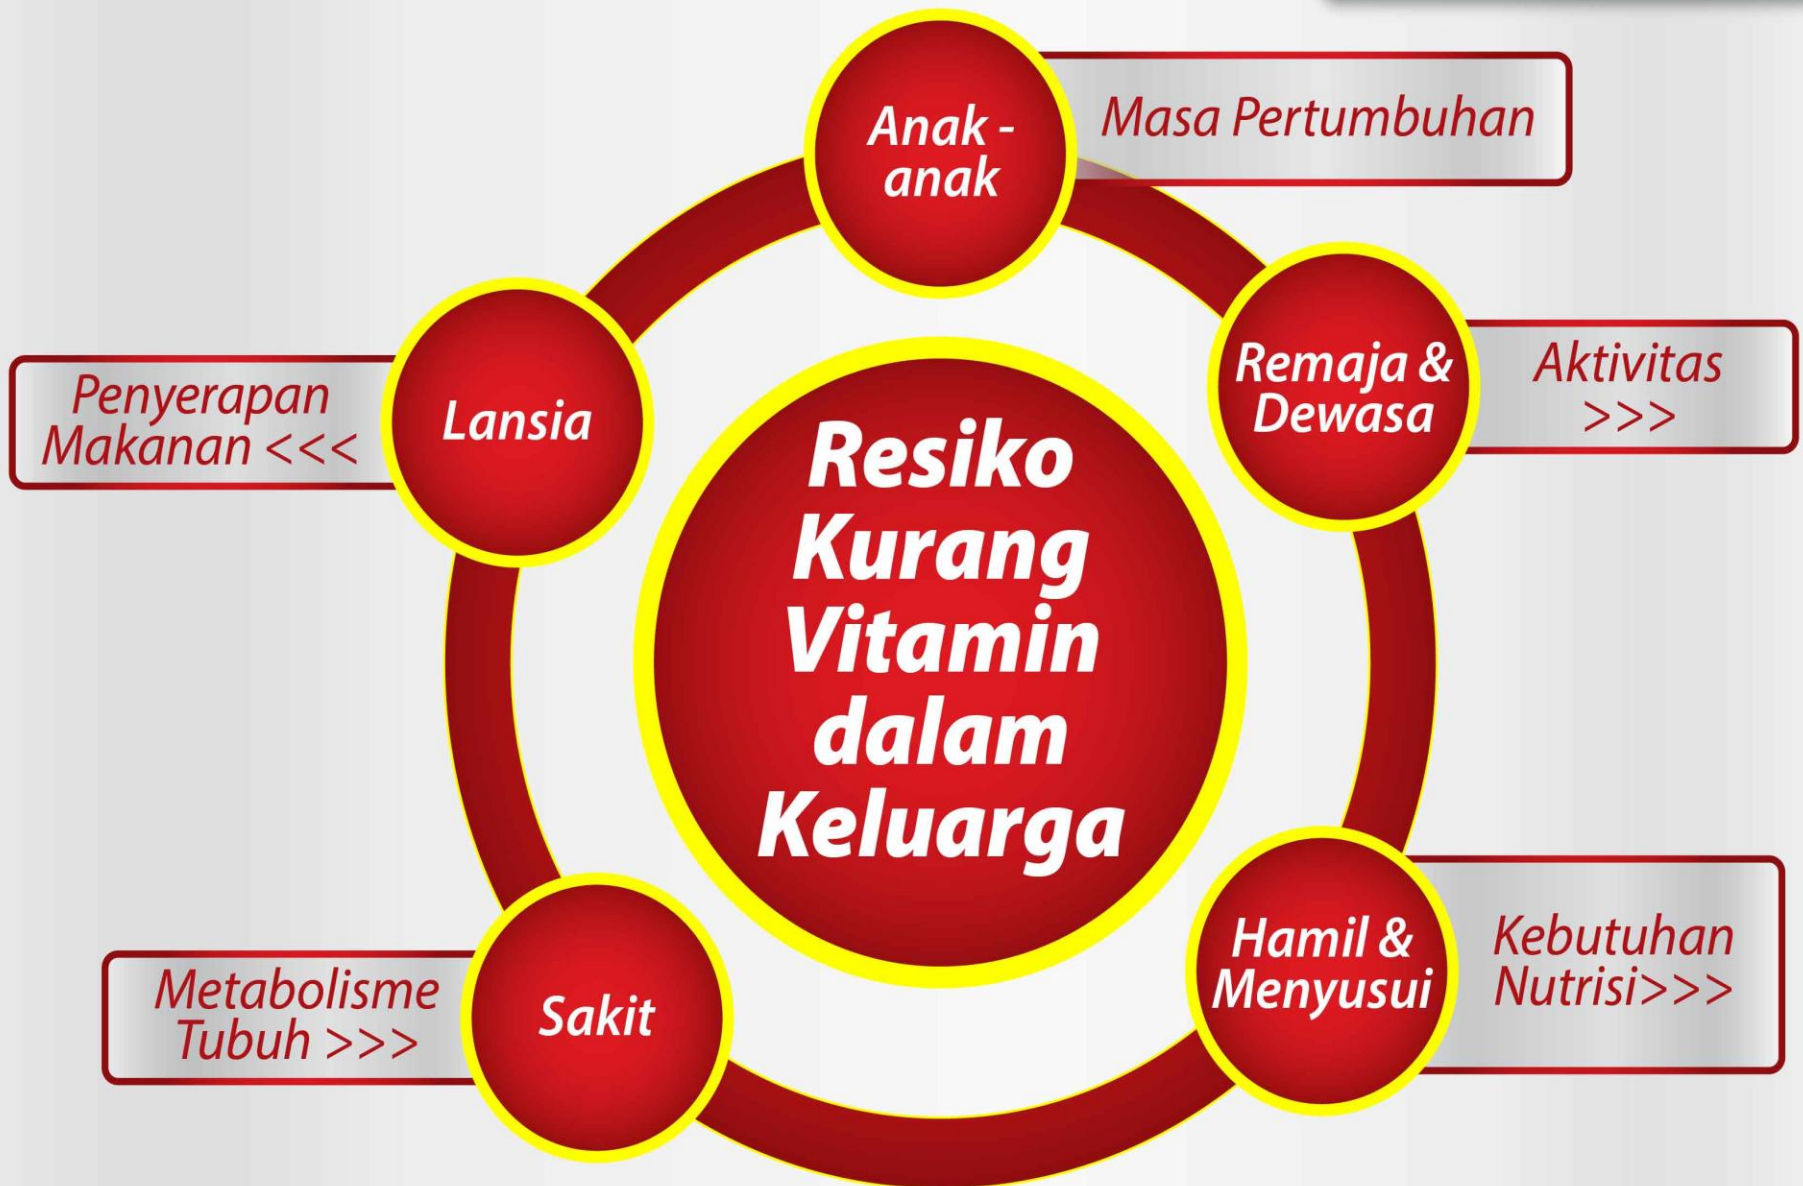 Anak -
anak
Masa Pertumbuhan
Remaja &
Dewasa
Aktivitas
>>>
Penyerapan
Makanan <<<
Lansia
Resiko
Kurang
Vitamin
dalam
Keluarga
Hamil &
Menyusui
Kebutuhan
Nutrisi>>>
Metabolisme
Tubuh >>>
Sakit